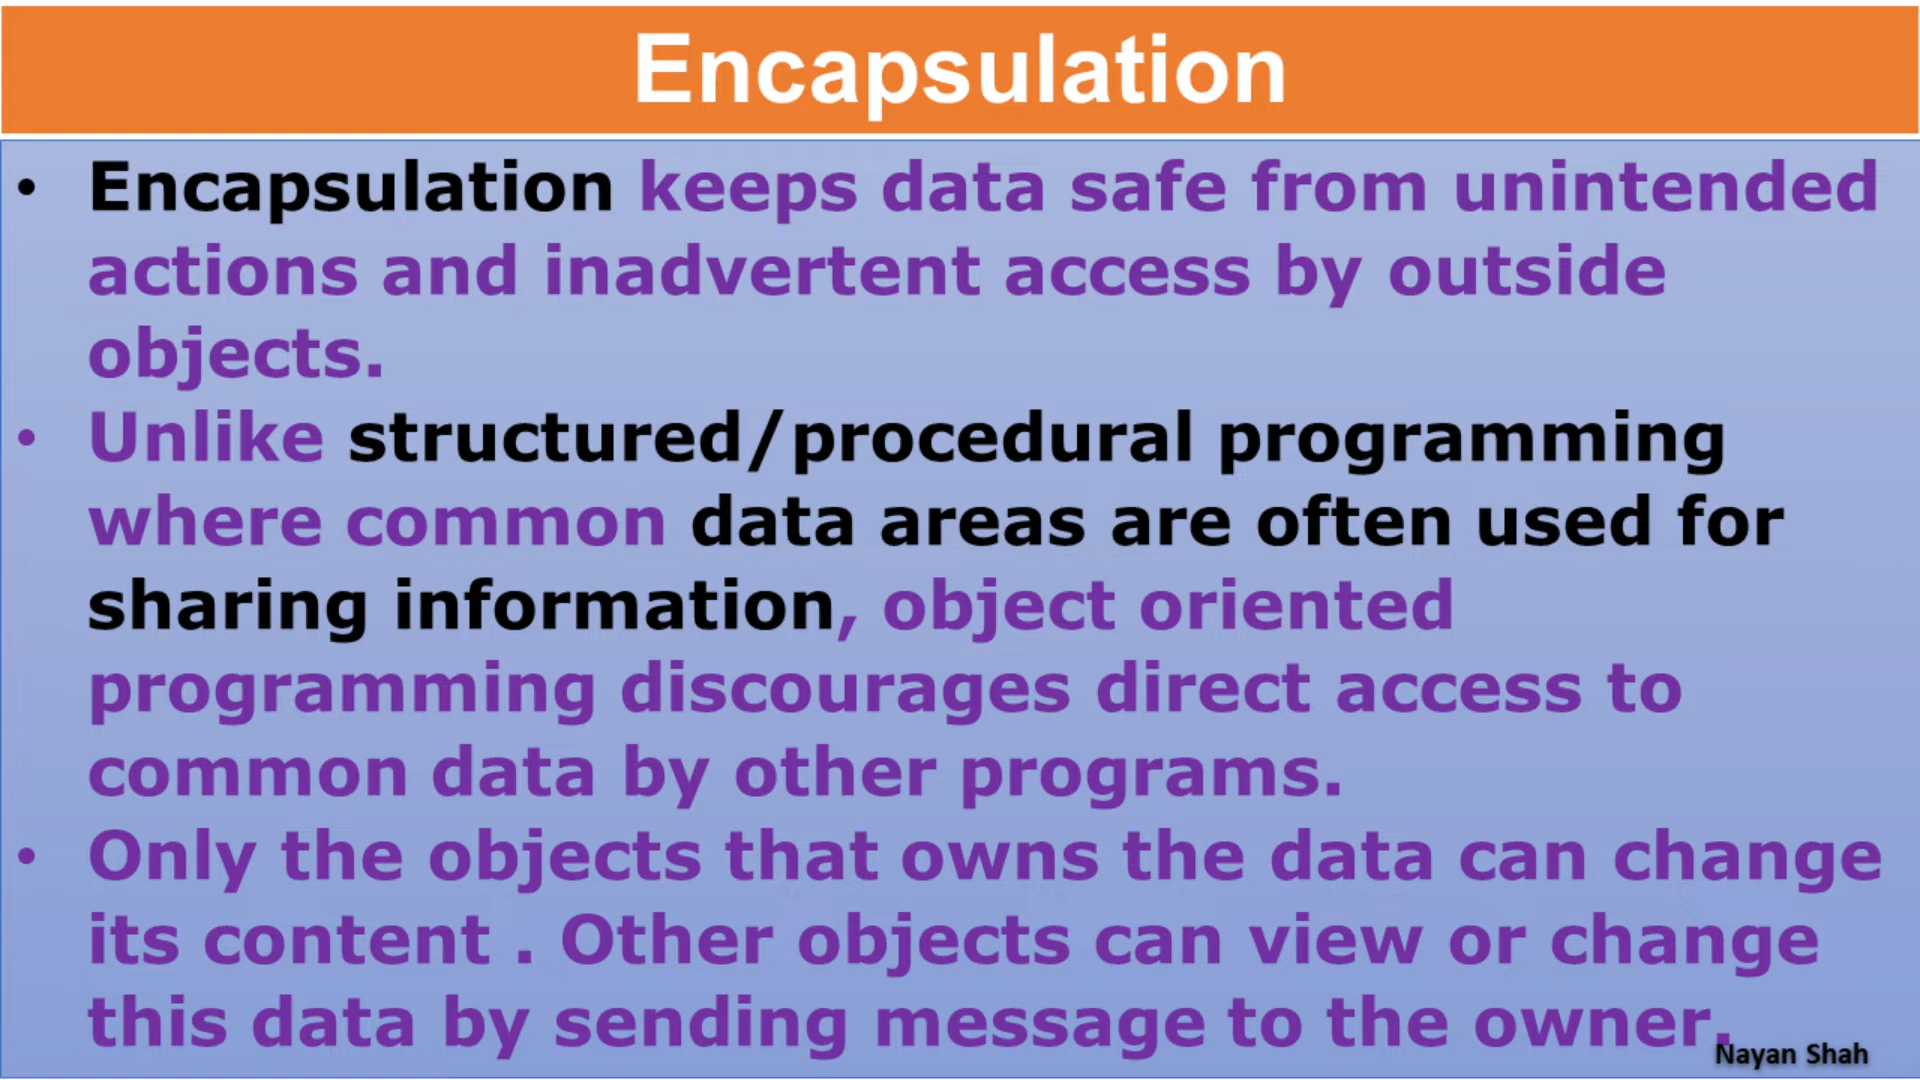 Encapsulation
• Encapsulation keeps data safe from unintended
actions and inadvertent access by outside
objects.
• Unlike structured/procedural programming
where common data areas are often used for
sharing information, object oriented
programming discourages direct access to
common data by other programs.
• Only the objects that owns the data can change
its content . Other objects can view or change
this data by sending message to the owner.
Nayan Shah